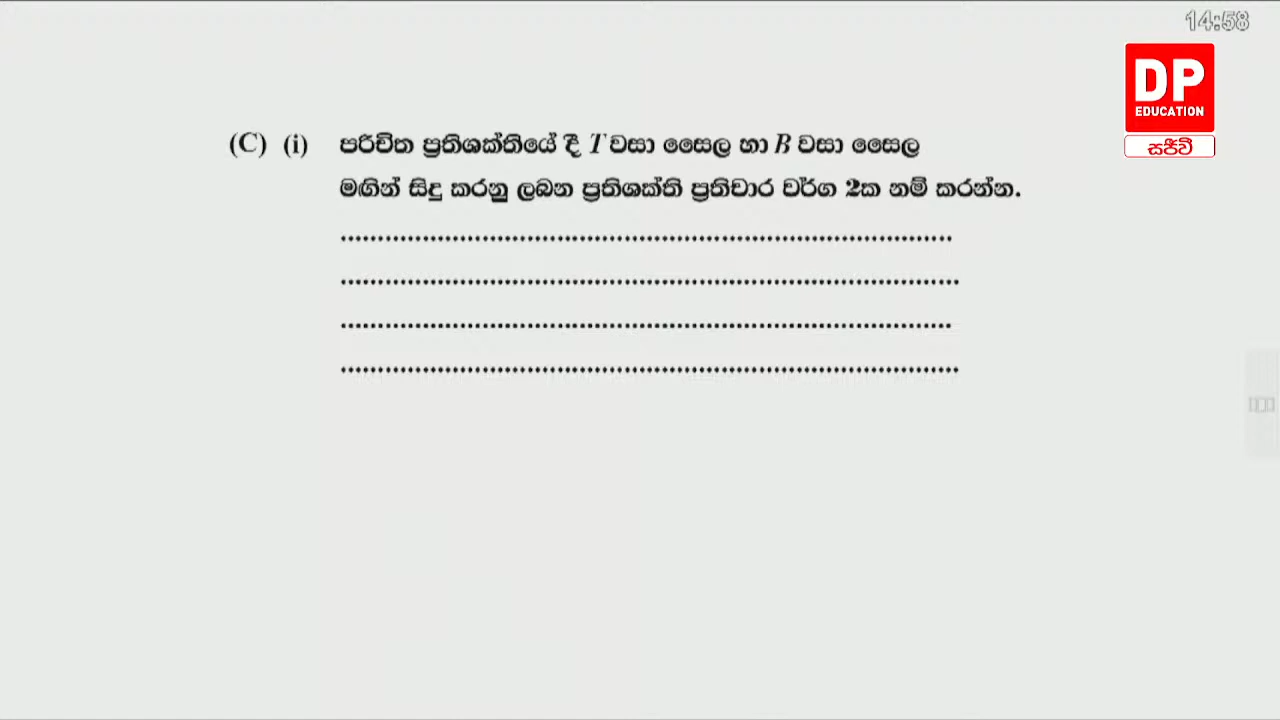 14:58
DP
EDUCATION
සජීවී
(C) (i) පරිචිත ප්‍රතිශක්තියේ දී T වසා සෛල හා B වසා සෛල
මඟින් සිදු කරනු ලබන ප්‍රතිශක්ති ප්‍රතිචාර වර්ග 2ක නම් කරන්න.
................................................................................
................................................................................
................................................................................
................................................................................